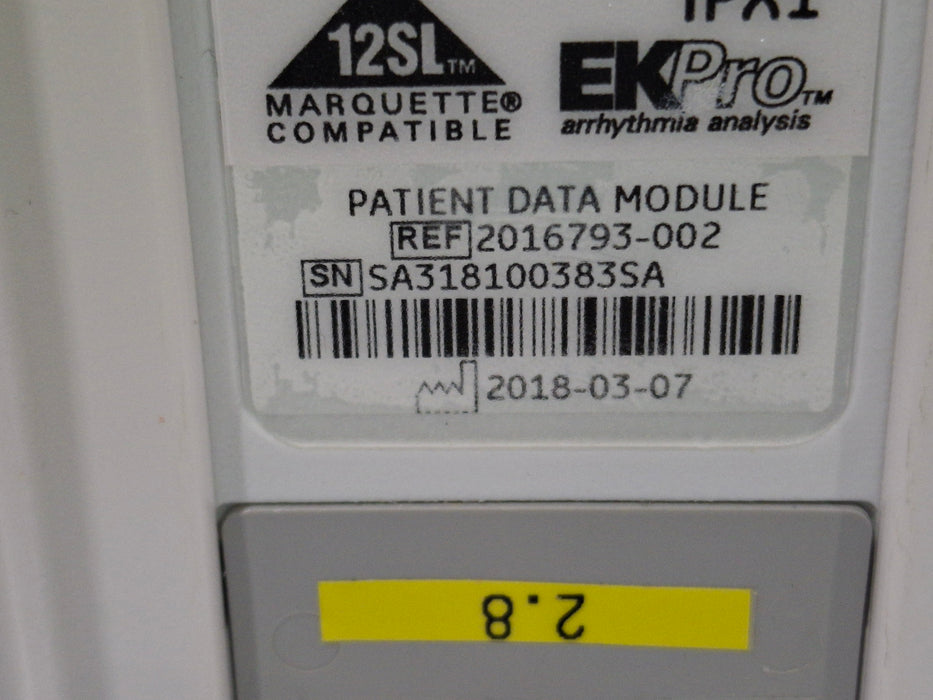 IPX1
12SL™
MARQUETTE®
COMPATIBLE
EKPro™
arrhythmia analysis
PATIENT DATA MODULE
REF 2016793-002
SN SA318100383SA
2018-03-07
2.8